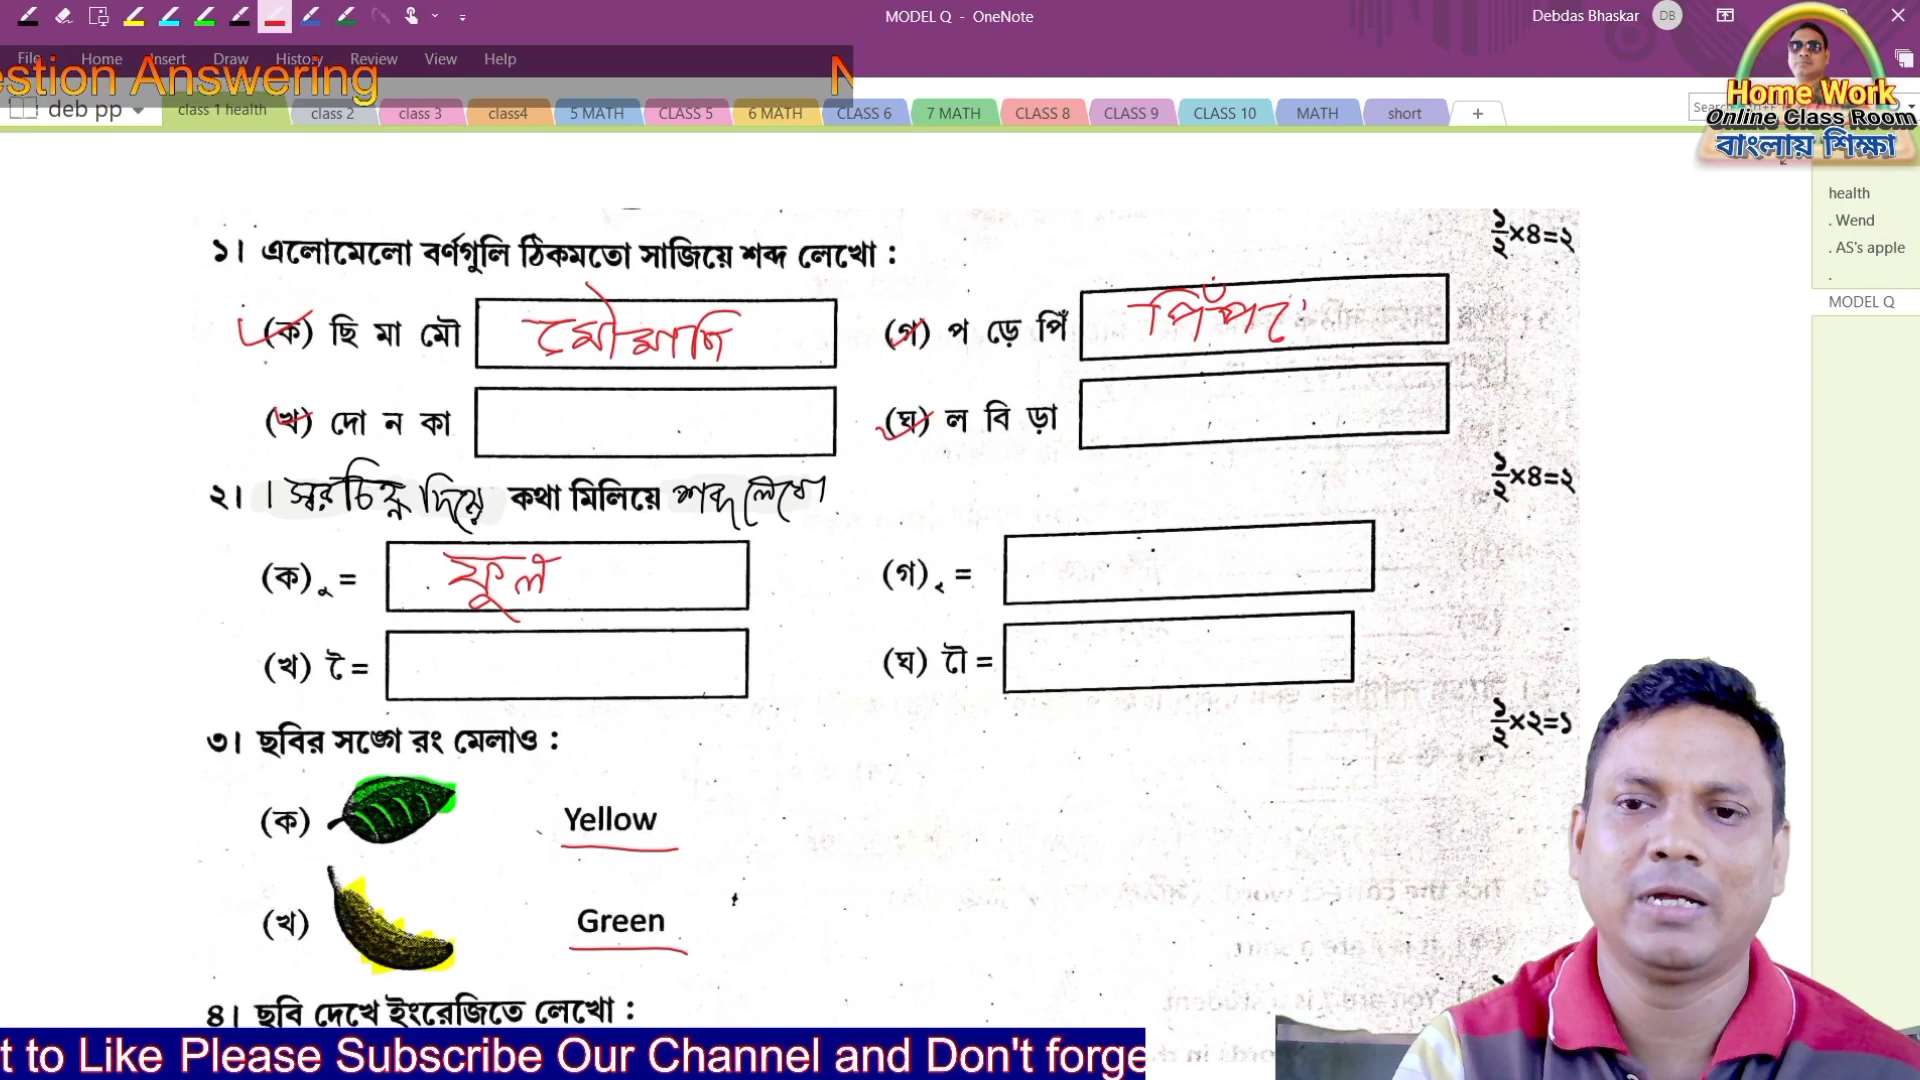 MODEL Q - OneNote
Debdas Bhaskar DB
File Home Insert Draw History Review View Help
estion Answering N
deb pp class 1 health class 2 class 3 class4 5 MATH CLASS 5 6 MATH CLASS 6 7 MATH CLASS 8 CLASS 9 CLASS 10 MATH short +
Home Work
Online Class Room
বাংলায় শিক্ষা
health
. Wend
. AS's apple
.
MODEL Q
১। এলোমেলো বর্ণগুলি ঠিকমতো সাজিয়ে শব্দ লেখো : ১/২×৪=২
(ক) ছি মা মৌ মৌমাছি (গ) প ড়ে পিঁ পিঁপড়ে
(খ) দো ন কা (ঘ) ল বি ড়া
২। । স্বরচিহ্ন দিয়ে কথা মিলিয়ে শব্দ লেখো ১/২×৪=২
(ক) ু = ফুল (গ) ৃ =
(খ) ৈ = (ঘ) ৌ =
৩। ছবির সঙ্গে রং মেলাও : ১/২×২=১
(ক) Yellow
(খ) Green
৪। ছবি দেখে ইংরেজিতে লেখো :
t to Like Please Subscribe Our Channel and Don't forge